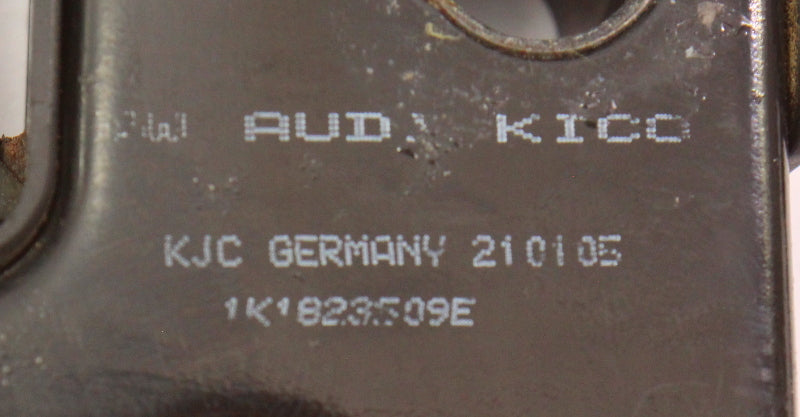 VW AUDI KICO
KJC GERMANY 210105
1K1823509E